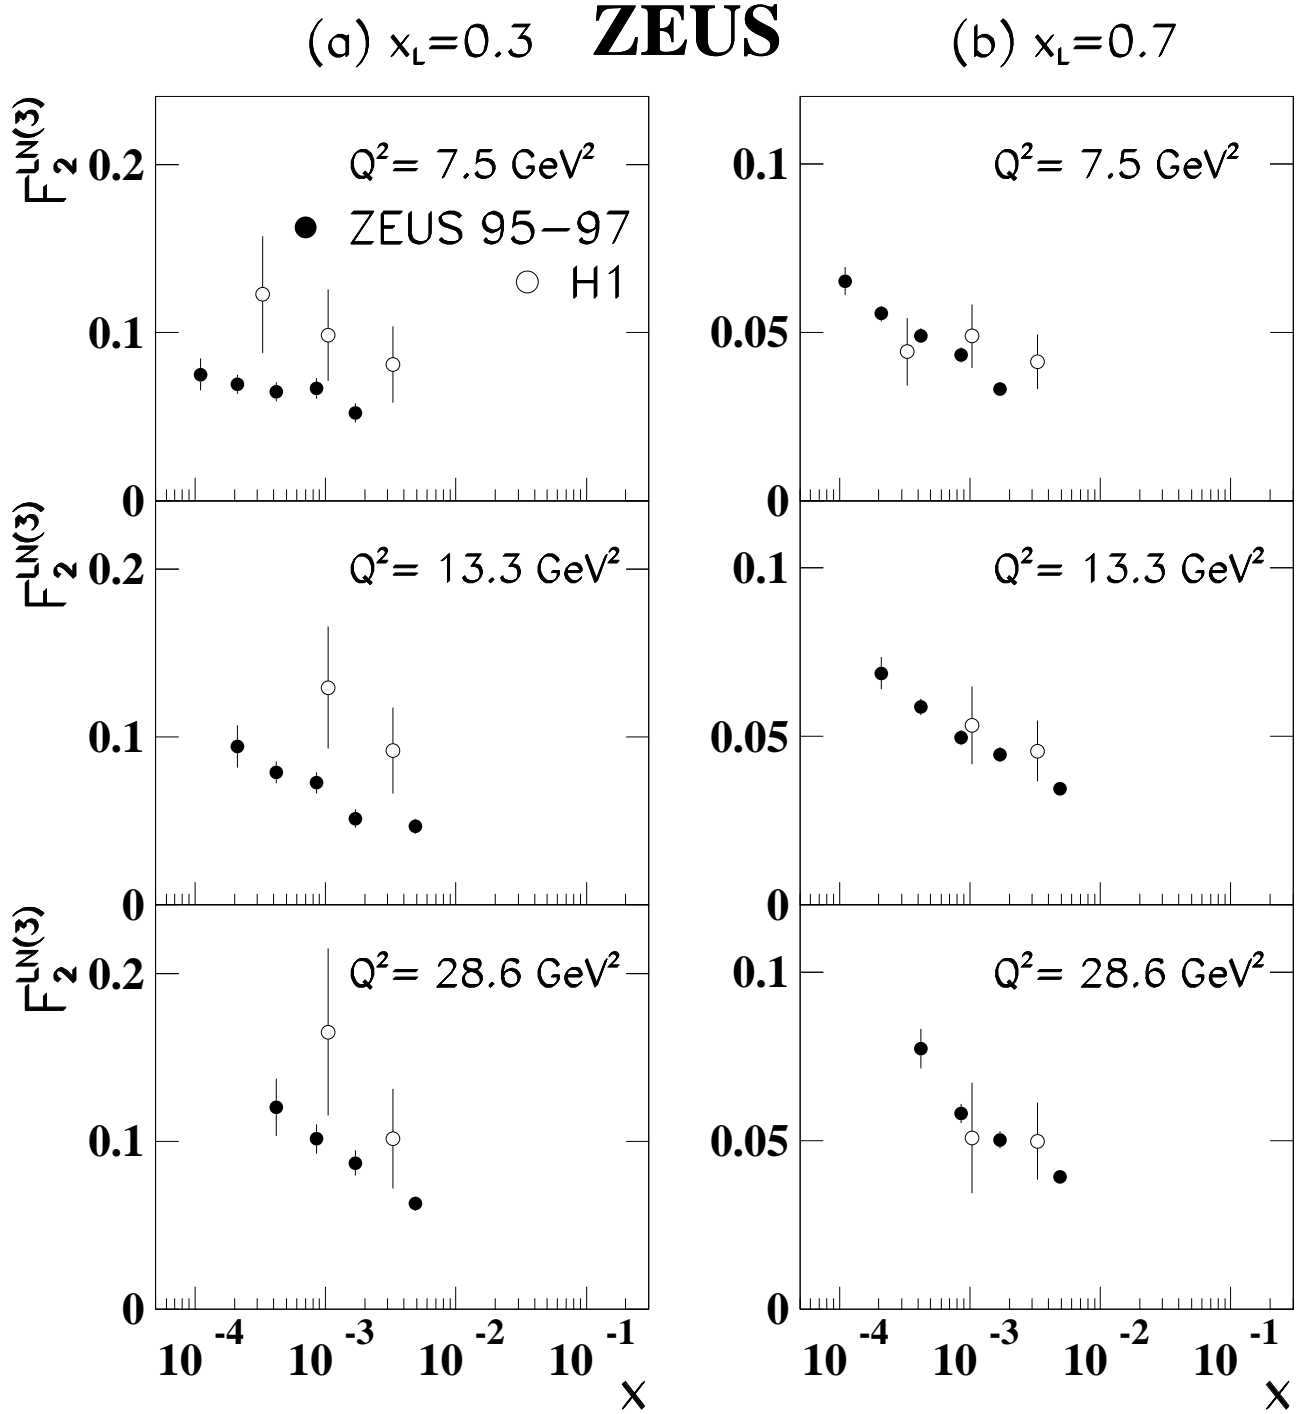 (a) x_L=0.3 ZEUS (b) x_L=0.7
F_2^LN(3)
0.2
Q²= 7.5 GeV²
ZEUS 95−97
H1
0.1
0
0.1
Q²= 7.5 GeV²
0.05
0
F_2^LN(3)
0.2
Q²= 13.3 GeV²
0.1
0
0.1
Q²= 13.3 GeV²
0.05
0
F_2^LN(3)
0.2
Q²= 28.6 GeV²
0.1
0
0.1
Q²= 28.6 GeV²
0.05
0
10^-4 10^-3 10^-2 10^-1
x
10^-4 10^-3 10^-2 10^-1
x